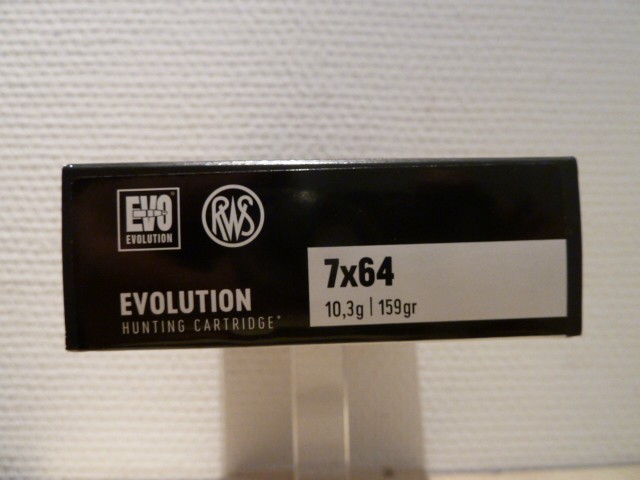 EVO
EVOLUTION
RWS
EVOLUTION
HUNTING CARTRIDGE*
7x64
10,3g | 159gr